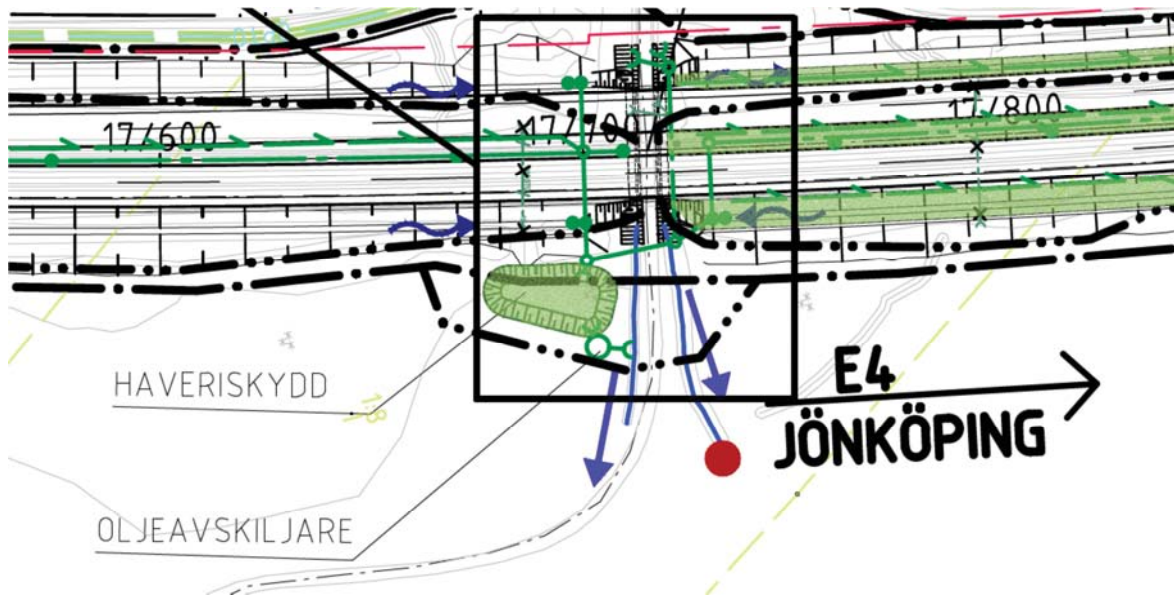 17/600
17/700
17/800
HAVERISKYDD
E4
JÖNKÖPING
OLJEAVSKILJARE